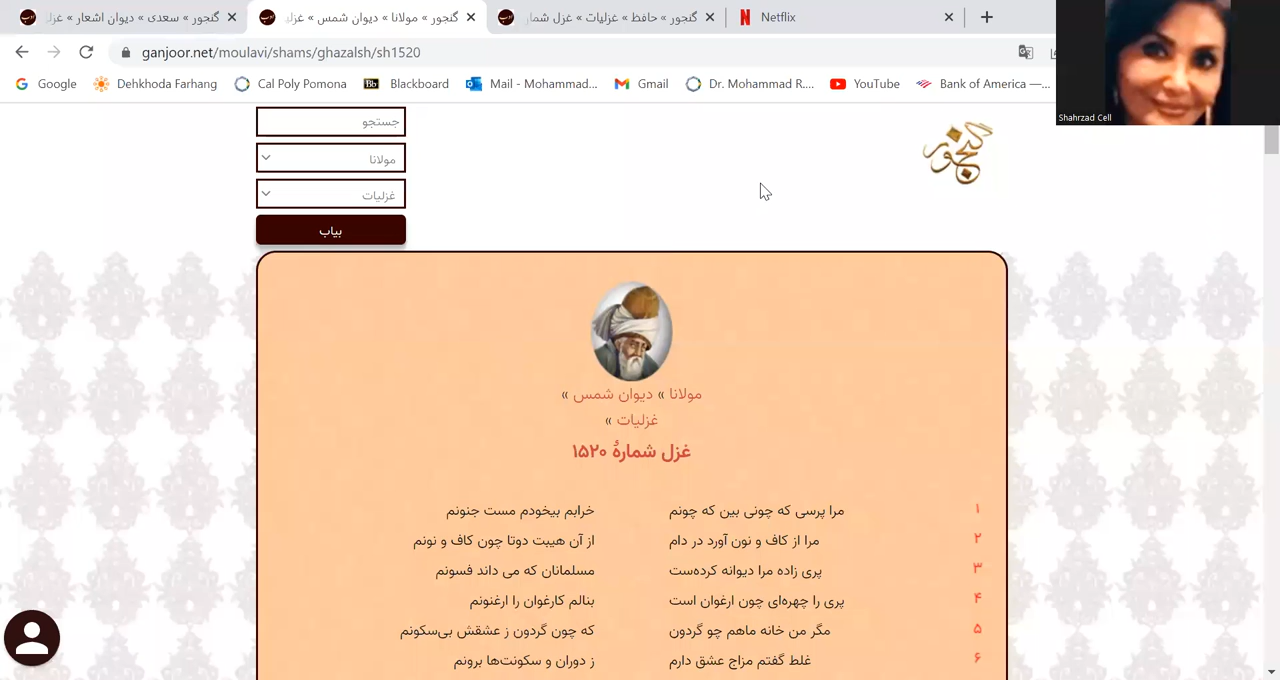 گنجور » سعدی » دیوان اشعار » غزل
گنجور » مولانا » دیوان شمس » غزلی
گنجور » حافظ » غزلیات » غزل شمار
Netflix
ganjoor.net/moulavi/shams/ghazalsh/sh1520
Google
Dehkhoda Farhang
Cal Poly Pomona
Bb Blackboard
Mail - Mohammad...
Gmail
Dr. Mohammad R....
YouTube
Bank of America —...
Shahrzad Cell
گنجور
جستجو
مولانا
غزلیات
بیاب
مولانا » دیوان شمس »
غزلیات »
غزل شمارهٔ ۱۵۲۰
۱ مرا پرسی که چونی بین که چونم خرابم بیخودم مست جنونم
۲ مرا از کاف و نون آورد در دام از آن هیبت دوتا چون کاف و نونم
۳ پری زاده مرا دیوانه کرده‌ست مسلمانان که می داند فسونم
۴ پری را چهره‌ای چون ارغوان است بنالم کارغوان را ارغنونم
۵ مگر من خانه ماهم چو گردون که چون گردون ز عشقش بی‌سکونم
۶ غلط گفتم مزاج عشق دارم ز دوران و سکونت‌ها برونم